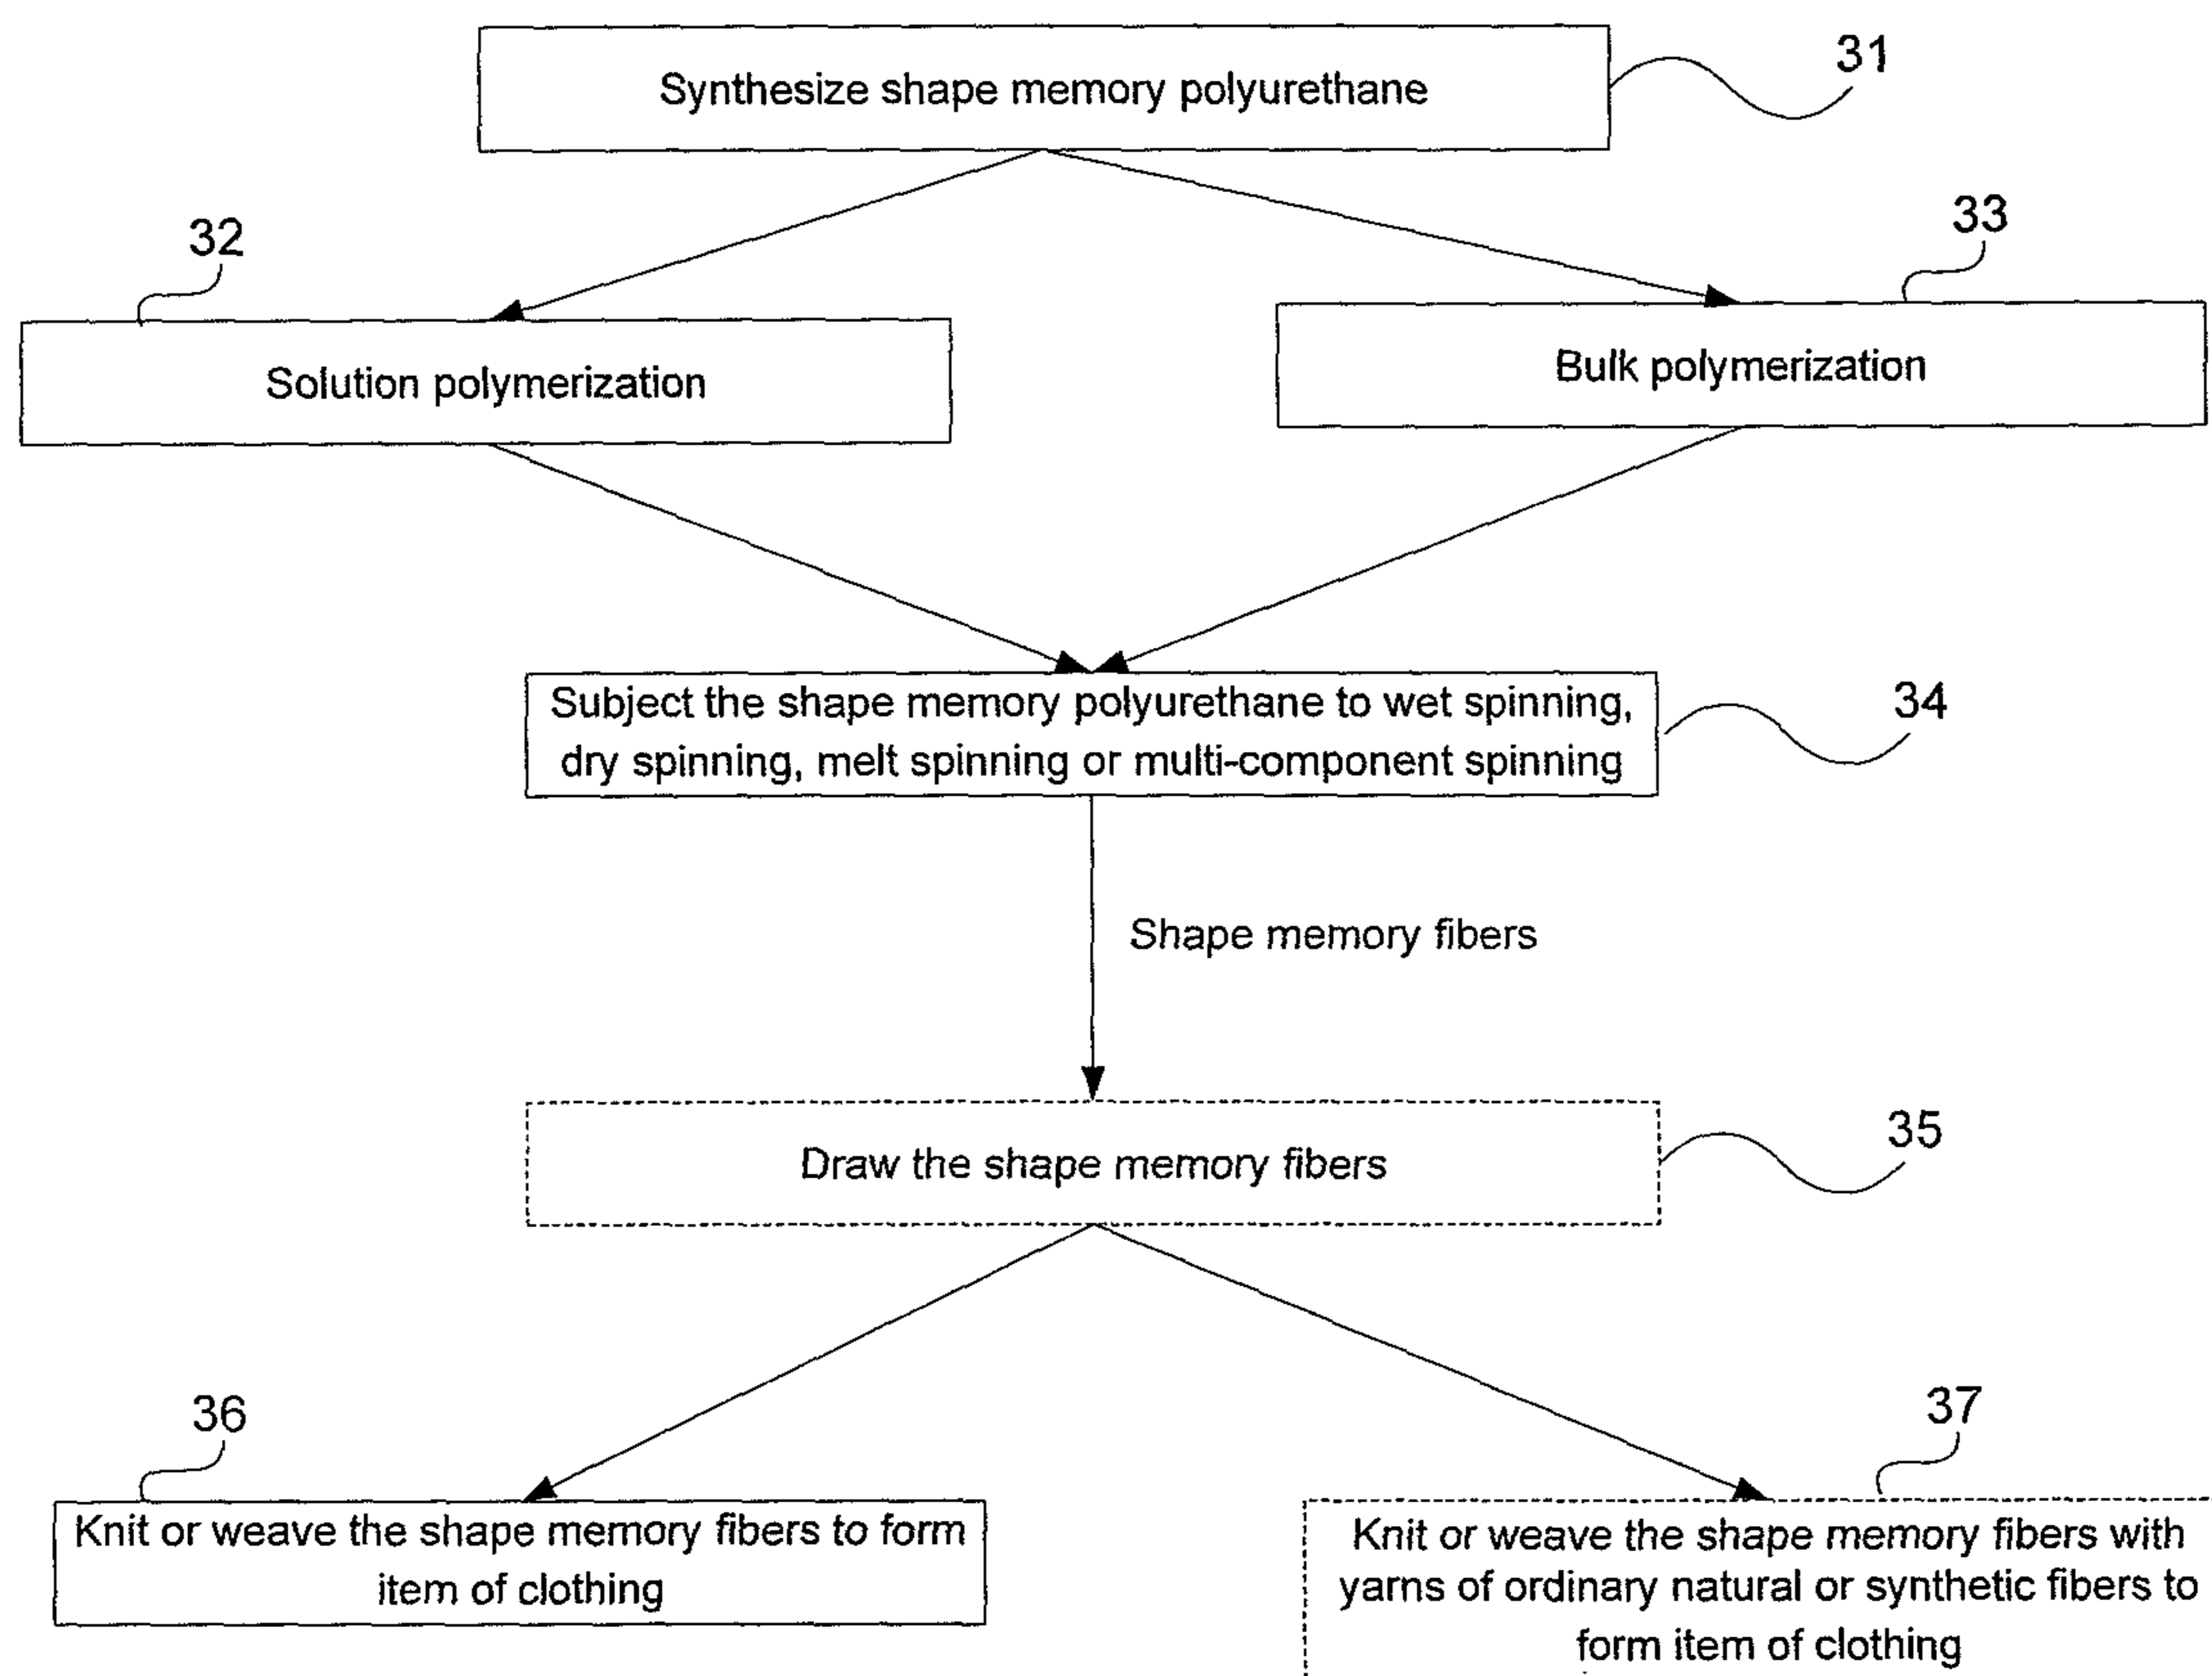 Synthesize shape memory polyurethane
31
32
33
Solution polymerization
Bulk polymerization
Subject the shape memory polyurethane to wet spinning,
dry spinning, melt spinning or multi-component spinning
34
Shape memory fibers
Draw the shape memory fibers
35
36
37
Knit or weave the shape memory fibers to form
item of clothing
Knit or weave the shape memory fibers with
yarns of ordinary natural or synthetic fibers to
form item of clothing